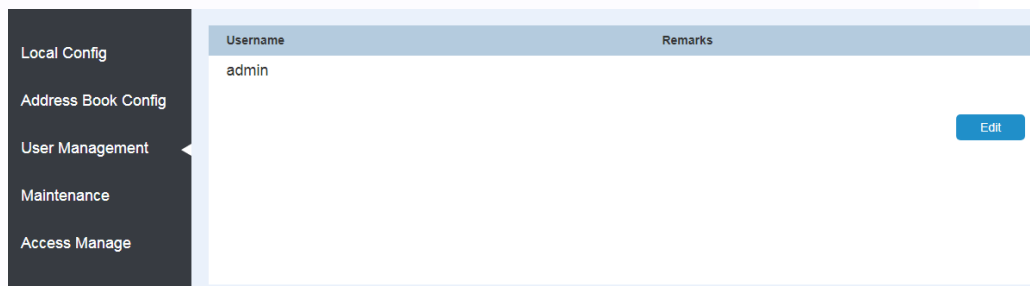 Local Config
Address Book Config
User Management
Maintenance
Access Manage
Username Remarks
admin
Edit